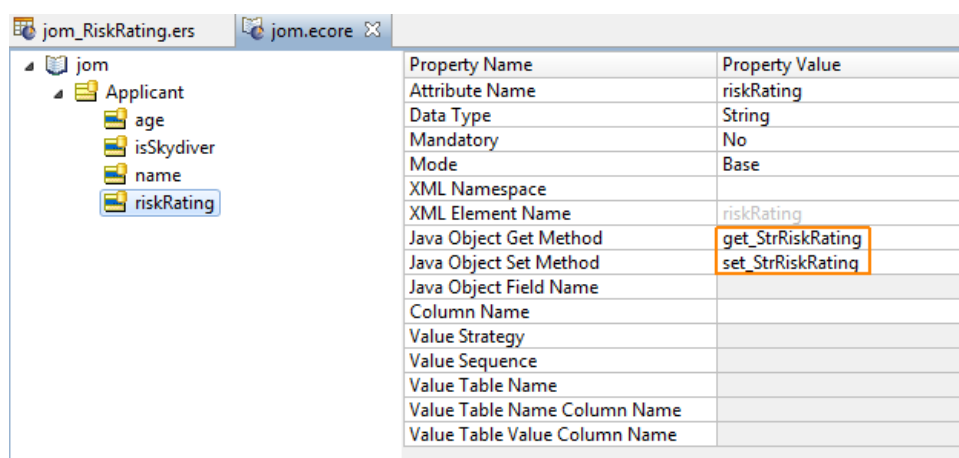 jom_RiskRating.ers jom.ecore
jom
Applicant
age
isSkydiver
name
riskRating
Property Name Property Value
Attribute Name riskRating
Data Type String
Mandatory No
Mode Base
XML Namespace
XML Element Name riskRating
Java Object Get Method get_StrRiskRating
Java Object Set Method set_StrRiskRating
Java Object Field Name
Column Name
Value Strategy
Value Sequence
Value Table Name
Value Table Name Column Name
Value Table Value Column Name